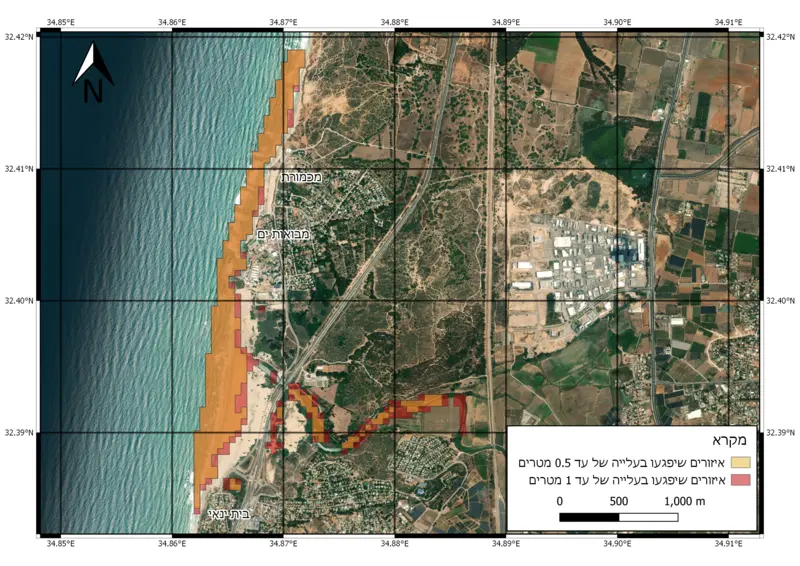 34.85°E 34.86°E 34.87°E 34.88°E 34.89°E 34.90°E 34.91°E
32.42°N 32.42°N
N
32.41°N 32.41°N
מכמורת
מבואות ים
32.40°N 32.40°N
32.39°N 32.39°N
מקרא
איזורים שיפגעו בעלייה של עד 0.5 מטרים
איזורים שיפגעו בעלייה של עד 1 מטרים
0 500 1,000 m
בית ינאי
34.85°E 34.86°E 34.87°E 34.88°E 34.89°E 34.90°E 34.91°E